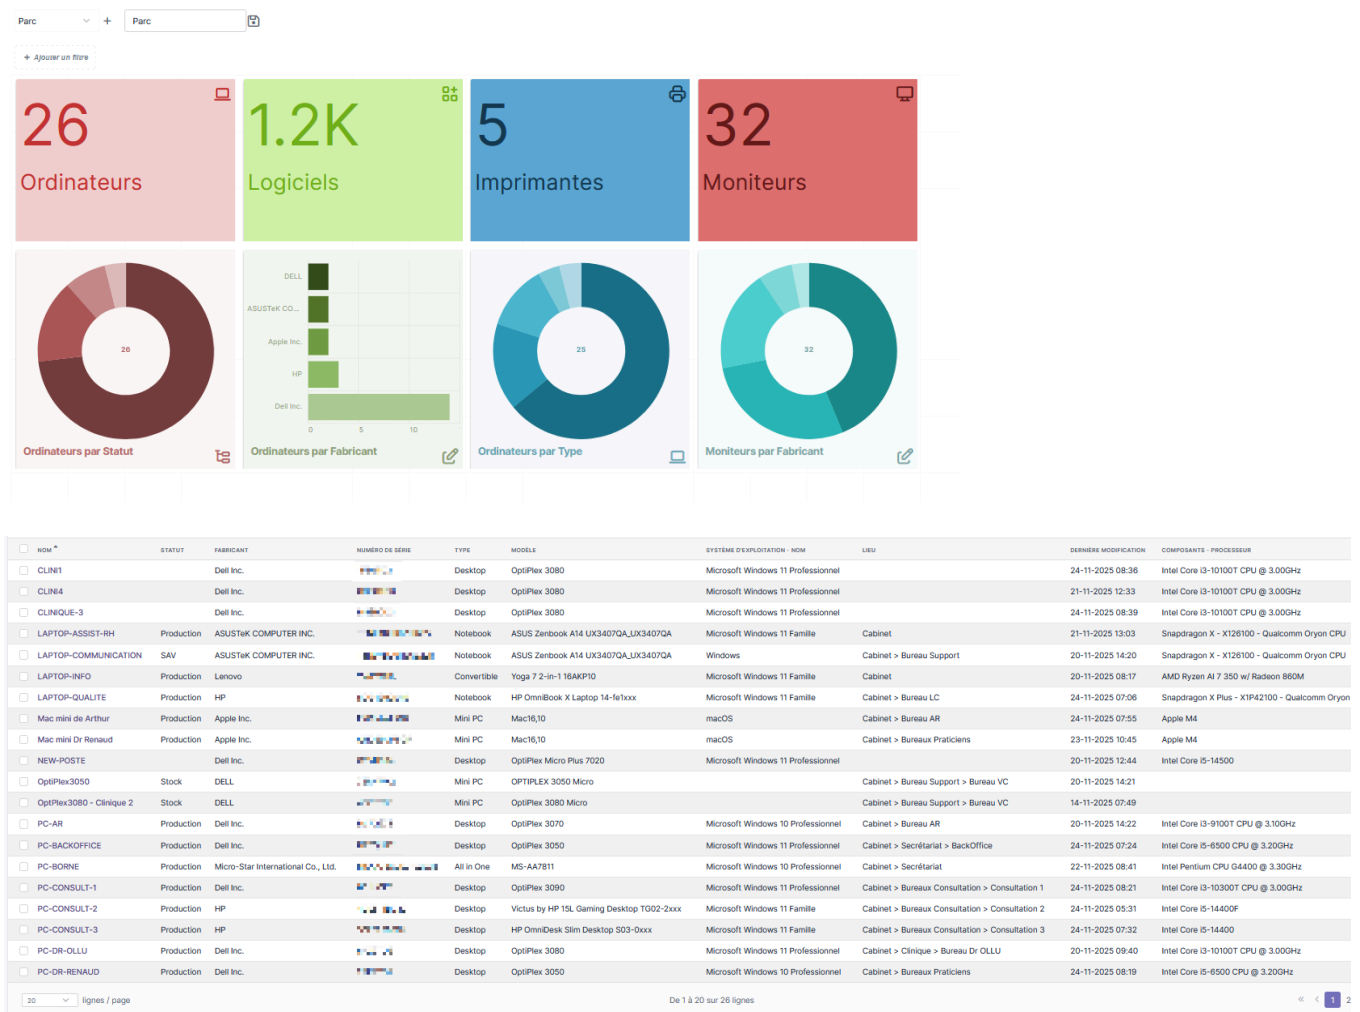 Parc + Parc
+ Ajouter un filtre
26 1.2K 5 32
Ordinateurs Logiciels Imprimantes Moniteurs
26
DELL
ASUSTeK CO...
Apple Inc.
HP
Dell Inc.
0 5 10
25
32
Ordinateurs par Statut Ordinateurs par Fabricant Ordinateurs par Type Moniteurs par Fabricant
NOM STATUT FABRICANT NUMÉRO DE SÉRIE TYPE MODÈLE SYSTÈME D'EXPLOITATION - NOM LIEU DERNIÈRE MODIFICATION COMPOSANTS - PROCESSEUR
CLINI1 Dell Inc. Desktop OptiPlex 3080 Microsoft Windows 11 Professionnel 24-11-2025 08:36 Intel Core i3-10100T CPU @ 3.00GHz
CLINI4 Dell Inc. Desktop OptiPlex 3080 Microsoft Windows 11 Professionnel 21-11-2025 12:33 Intel Core i3-10100T CPU @ 3.00GHz
CLINIQUE-3 Dell Inc. Desktop OptiPlex 3080 Microsoft Windows 11 Professionnel 24-11-2025 08:39 Intel Core i3-10100T CPU @ 3.00GHz
LAPTOP-ASSIST-RH Production ASUSTeK COMPUTER INC. Notebook ASUS Zenbook A14 UX3407QA_UX3407QA Microsoft Windows 11 Famille Cabinet 21-11-2025 13:03 Snapdragon X - X126100 - Qualcomm Oryon CPU
LAPTOP-COMMUNICATION SAV ASUSTeK COMPUTER INC. Notebook ASUS Zenbook A14 UX3407QA_UX3407QA Windows Cabinet > Bureau Support 20-11-2025 14:20 Snapdragon X - X126100 - Qualcomm Oryon CPU
LAPTOP-INFO Production Lenovo Convertible Yoga 7 2-in-1 16AKP10 Microsoft Windows 11 Famille Cabinet 20-11-2025 08:17 AMD Ryzen AI 7 350 w/ Radeon 860M
LAPTOP-QUALITE Production HP Notebook HP OmniBook X Laptop 14-fe1xxx Microsoft Windows 11 Famille Cabinet > Bureau LC 24-11-2025 07:06 Snapdragon X Plus - X1P42100 - Qualcomm Oryon
Mac mini de Arthur Production Apple Inc. Mini PC Mac16,10 macOS Cabinet > Bureau AR 24-11-2025 07:55 Apple M4
Mac mini Dr Renaud Production Apple Inc. Mini PC Mac16,10 macOS Cabinet > Bureaux Praticiens 23-11-2025 10:45 Apple M4
NEW-POSTE Dell Inc. Desktop OptiPlex Micro Plus 7020 Microsoft Windows 11 Professionnel 20-11-2025 12:44 Intel Core i5-14500
OptiPlex3050 Stock DELL Mini PC OPTIPLEX 3050 Micro Cabinet > Bureau Support > Bureau VC 20-11-2025 14:21
OptPlex3080 - Clinique 2 Stock DELL Mini PC OptiPlex 3080 Micro Cabinet > Bureau Support > Bureau VC 14-11-2025 07:49
PC-AR Production Dell Inc. Desktop OptiPlex 3070 Microsoft Windows 10 Professionnel Cabinet > Bureau AR 20-11-2025 14:22 Intel Core i3-9100T CPU @ 3.10GHz
PC-BACKOFFICE Production Dell Inc. Desktop OptiPlex 3050 Microsoft Windows 11 Professionnel Cabinet > Secrétariat > BackOffice 24-11-2025 07:24 Intel Core i5-6500 CPU @ 3.20GHz
PC-BORNE Production Micro-Star International Co., Ltd. All in One MS-AA7811 Microsoft Windows 10 Professionnel Cabinet > Secrétariat 22-11-2025 08:41 Intel Pentium CPU G4400 @ 3.30GHz
PC-CONSULT-1 Production Dell Inc. Desktop OptiPlex 3090 Microsoft Windows 11 Professionnel Cabinet > Bureaux Consultation > Consultation 1 24-11-2025 08:21 Intel Core i3-10300T CPU @ 3.00GHz
PC-CONSULT-2 Production HP Desktop Victus by HP 15L Gaming Desktop TG02-2xxx Microsoft Windows 11 Famille Cabinet > Bureaux Consultation > Consultation 2 24-11-2025 05:31 Intel Core i5-14400F
PC-CONSULT-3 Production HP Desktop HP OmniDesk Slim Desktop S03-0xxx Microsoft Windows 11 Famille Cabinet > Bureaux Consultation > Consultation 3 24-11-2025 07:32 Intel Core i5-14400
PC-DR-OLLU Production Dell Inc. Desktop OptiPlex 3080 Microsoft Windows 11 Professionnel Cabinet > Clinique > Bureau Dr OLLU 20-11-2025 09:40 Intel Core i3-10100T CPU @ 3.00GHz
PC-DR-RENAUD Production Dell Inc. Desktop OptiPlex 3050 Microsoft Windows 10 Professionnel Cabinet > Bureaux Praticiens 24-11-2025 08:19 Intel Core i5-6500 CPU @ 3.20GHz
20 lignes / page De 1 à 20 sur 26 lignes « ‹ 1 2